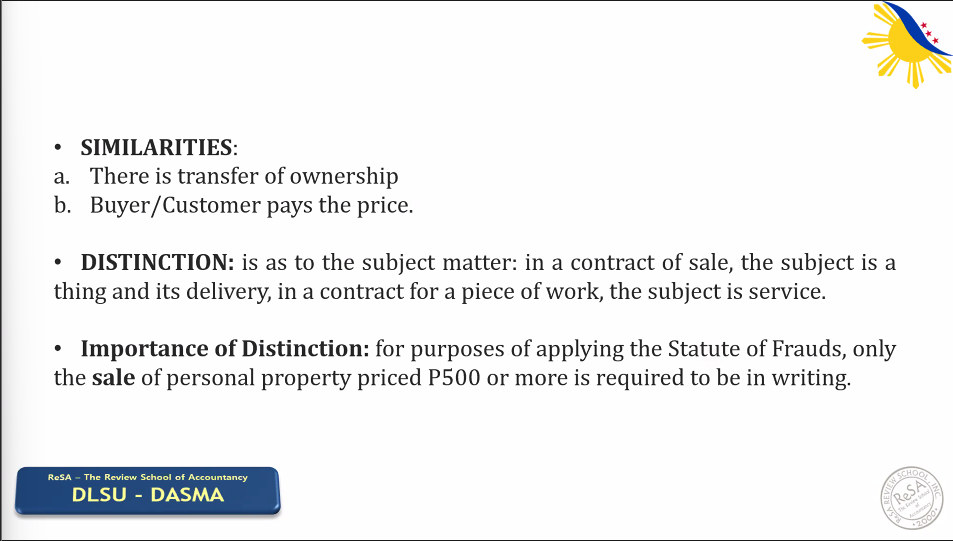 • SIMILARITIES:
a. There is transfer of ownership
b. Buyer/Customer pays the price.
• DISTINCTION: is as to the subject matter: in a contract of sale, the subject is a
thing and its delivery, in a contract for a piece of work, the subject is service.
• Importance of Distinction: for purposes of applying the Statute of Frauds, only
the sale of personal property priced P500 or more is required to be in writing.
ReSA – The Review School of Accountancy
DLSU - DASMA
ReSA REVIEW SCHOOL, INC
ReSA
The Review School
of
Accountancy
• 2000 •